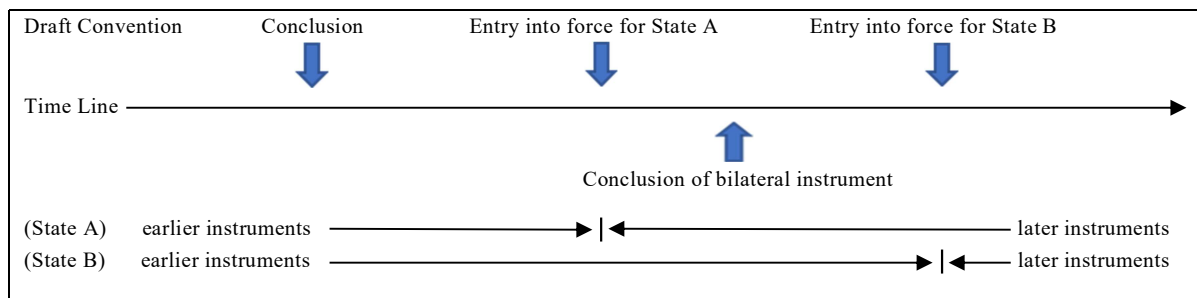 Draft Convention Conclusion Entry into force for State A Entry into force for State B
Time Line
Conclusion of bilateral instrument
(State A) earlier instruments later instruments
(State B) earlier instruments later instruments